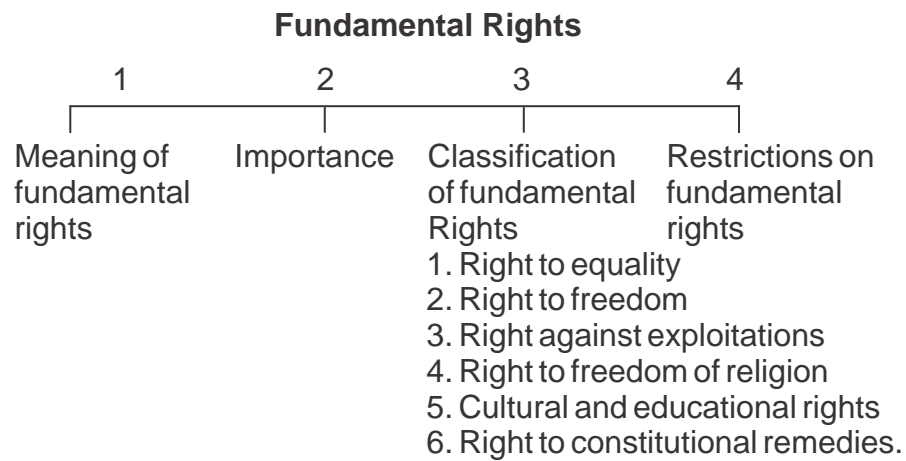 Fundamental Rights
1 2 3 4
Meaning of fundamental rights
Importance
Classification of fundamental Rights
Restrictions on fundamental rights
1. Right to equality
2. Right to freedom
3. Right against exploitations
4. Right to freedom of religion
5. Cultural and educational rights
6. Right to constitutional remedies.